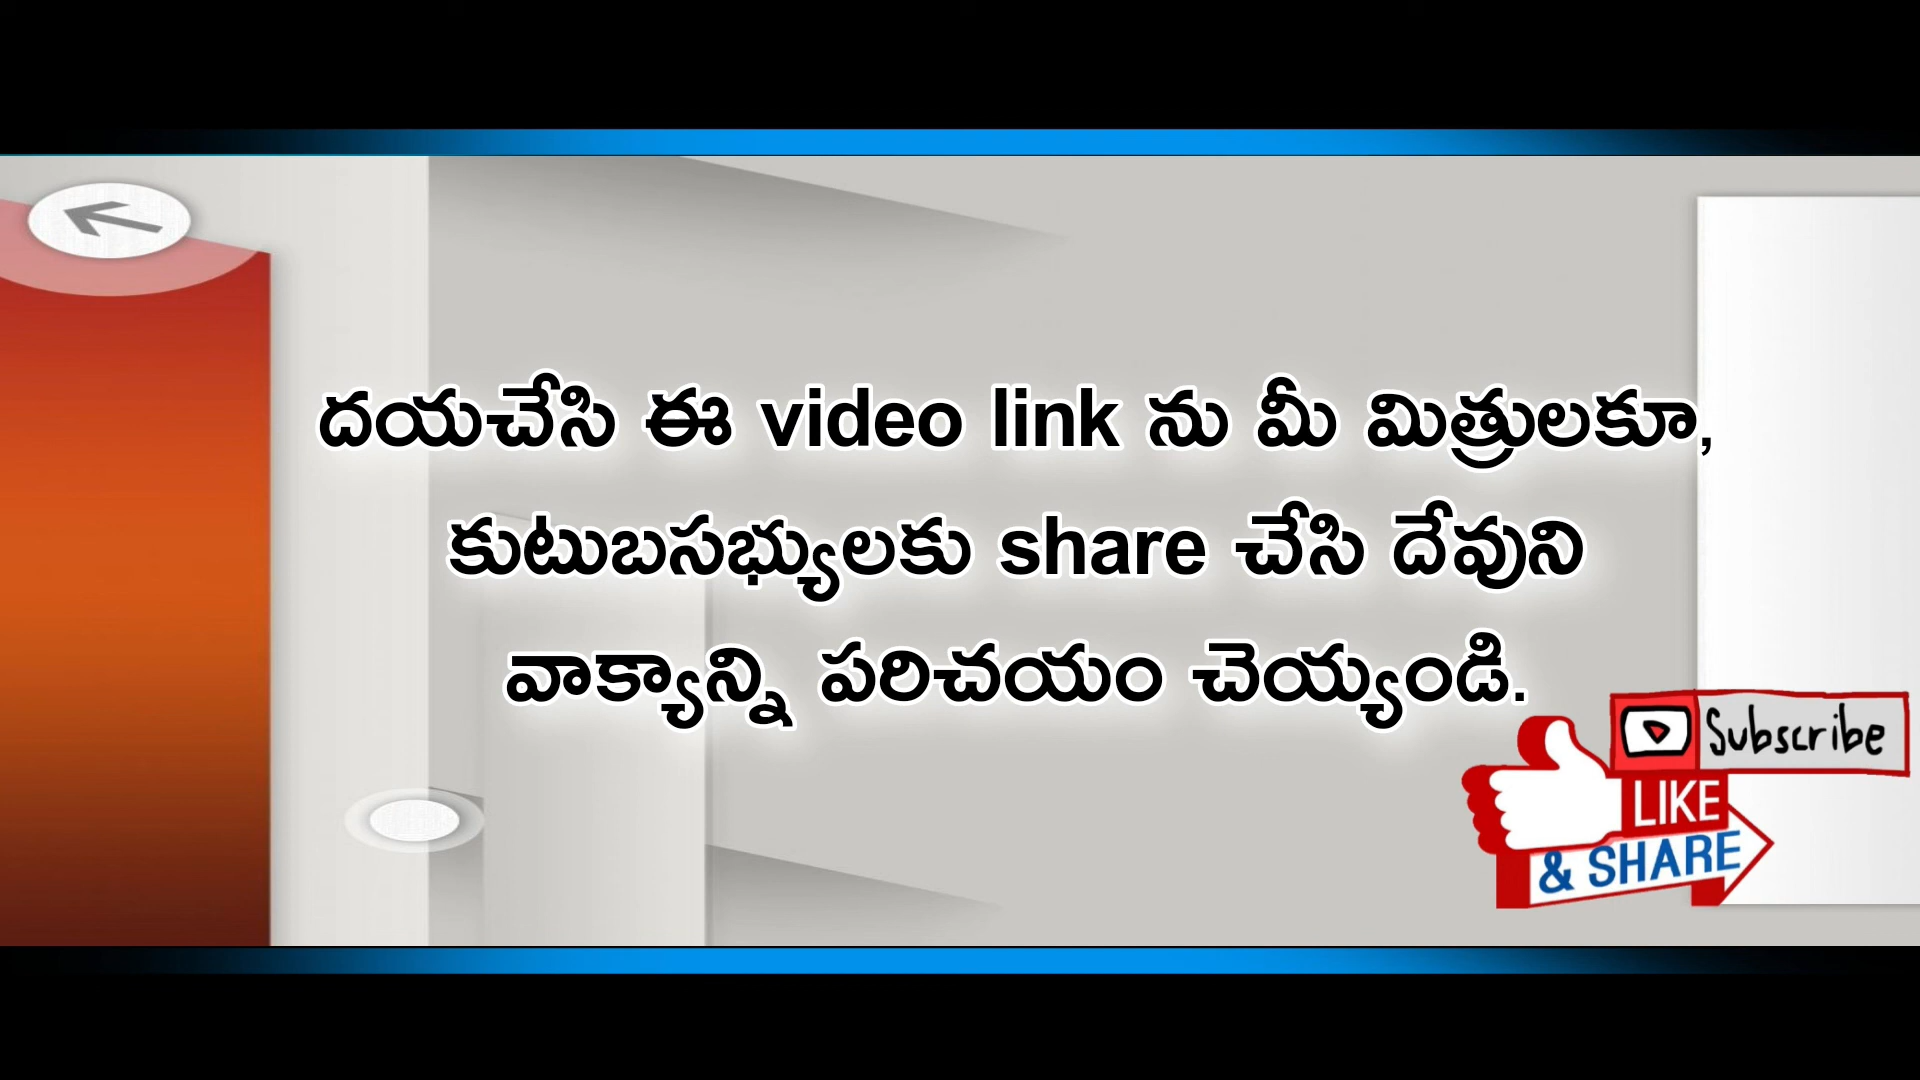 దయచేసి ఈ video link ను మీ మిత్రులకూ,
కుటుబసభ్యులకు share చేసి దేవుని
వాక్యాన్ని పరిచయం చెయ్యండి.
Subscribe
LIKE
& SHARE